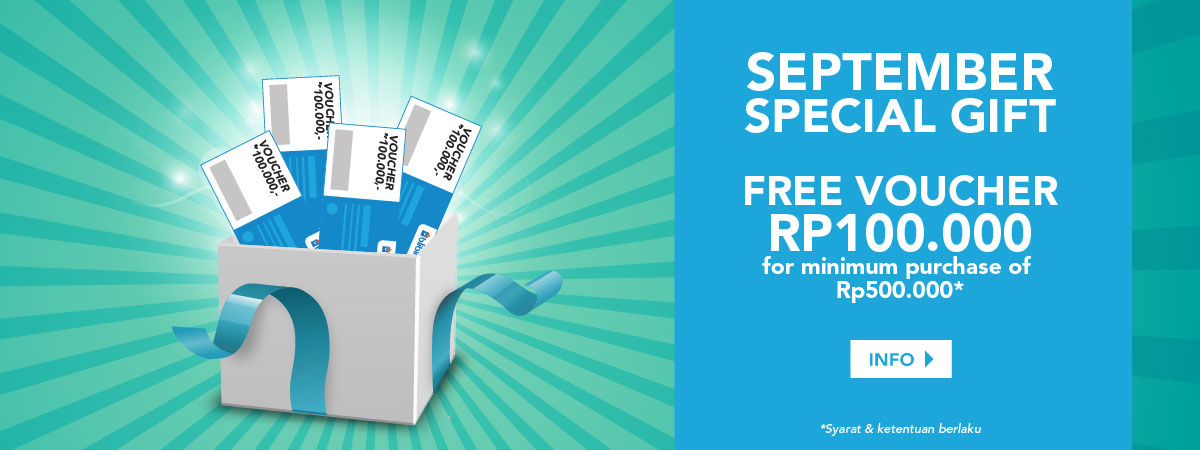 VOUCHER
~100.000,-
VOUCHER
~100.000,-
VOUCHER
~100.000,-
VOUCHER
~100.000,-
SEPTEMBER
SPECIAL GIFT
FREE VOUCHER
RP100.000
for minimum purchase of
Rp500.000*
INFO
*Syarat & ketentuan berlaku